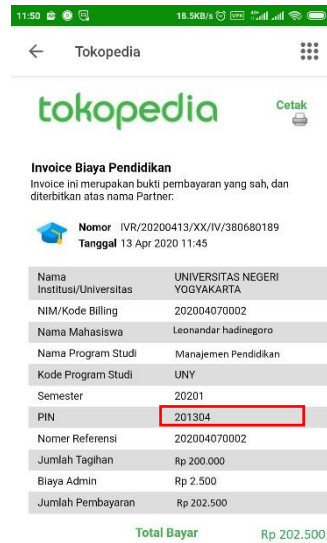 11:50 18.5KB/s VPN
Tokopedia
tokopedia Cetak
Invoice Biaya Pendidikan
Invoice ini merupakan bukti pembayaran yang sah, dan
diterbitkan atas nama Partner:
Nomor IVR/20200413/XX/IV/380680189
Tanggal 13 Apr 2020 11:45
Nama UNIVERSITAS NEGERI
Institusi/Universitas YOGYAKARTA
NIM/Kode Billing 202004070002
Nama Mahasiswa Leonandar hadinegoro
Nama Program Studi Manajemen Pendidikan
Kode Program Studi UNY
Semester 20201
PIN 201304
Nomer Referensi 202004070002
Jumlah Tagihan Rp 200.000
Biaya Admin Rp 2.500
Jumlah Pembayaran Rp 202.500
Total Bayar Rp 202.500